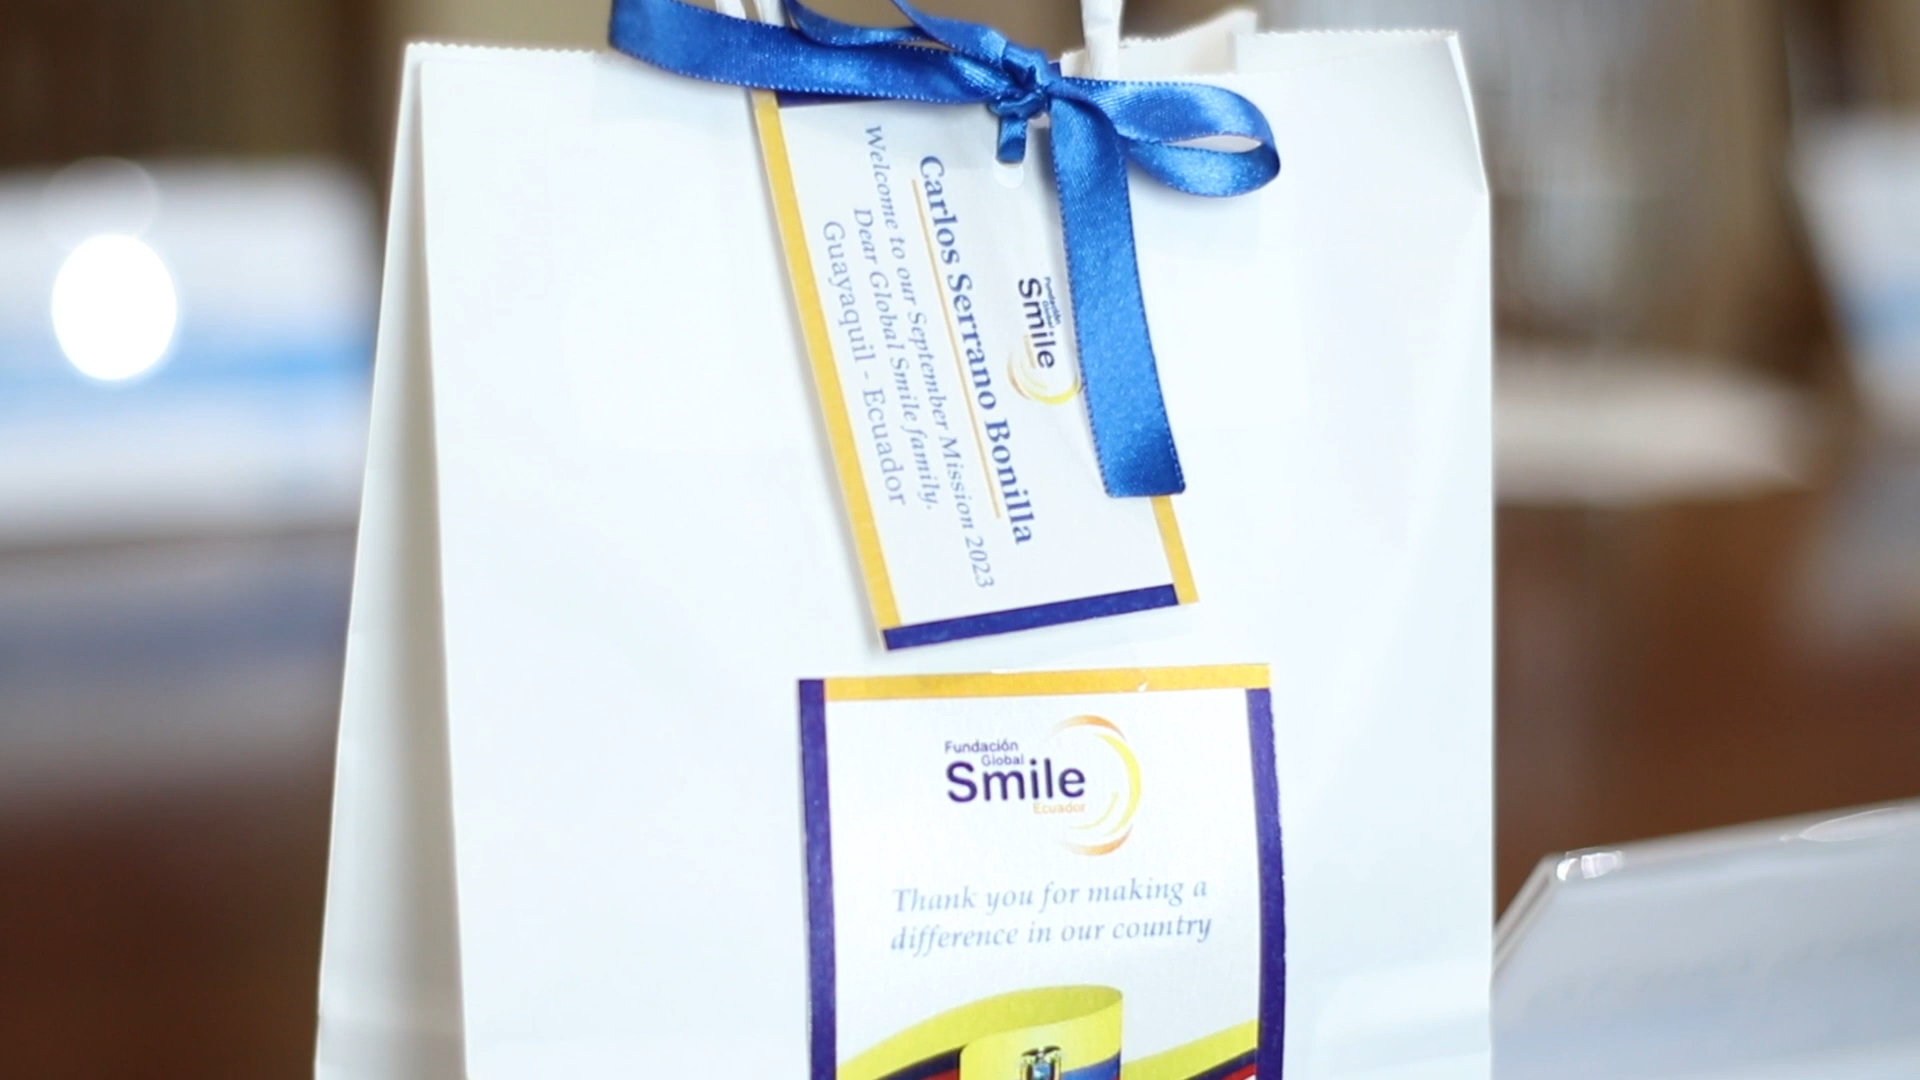 Fundación
Global
Smile
Carlos Serrano Bonilla
Welcome to our September Mission 2023
Dear Global Smile family.
Guayaquil - Ecuador
Fundación
Global
Smile
Ecuador
Thank you for making a
difference in our country